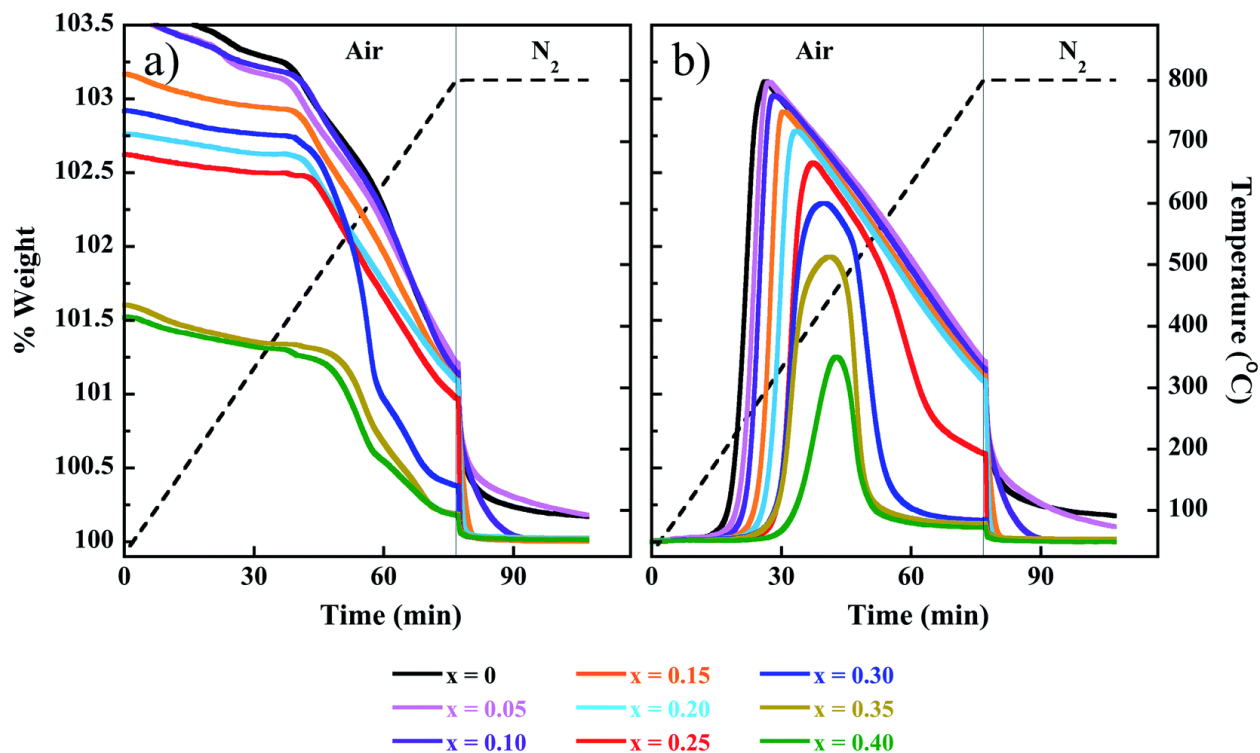 a)
Air
N2
b)
Air
N2
103.5
103
102.5
102
101.5
101
100.5
100
% Weight
800
700
600
500
400
300
200
100
Temperature (°C)
0
30
60
90
0
30
60
90
Time (min)
Time (min)
x = 0
x = 0.15
x = 0.30
x = 0.05
x = 0.20
x = 0.35
x = 0.10
x = 0.25
x = 0.40